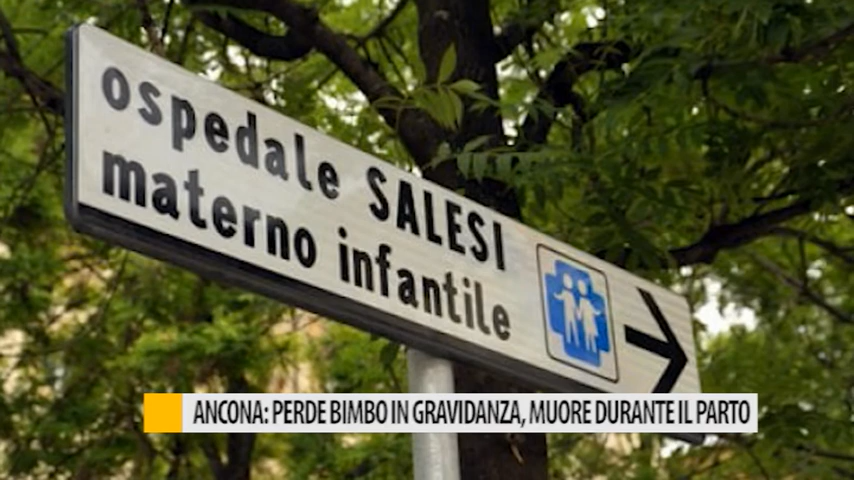 ospedale SALESI
materno infantile
ANCONA: PERDE BIMBO IN GRAVIDANZA, MUORE DURANTE IL PARTO